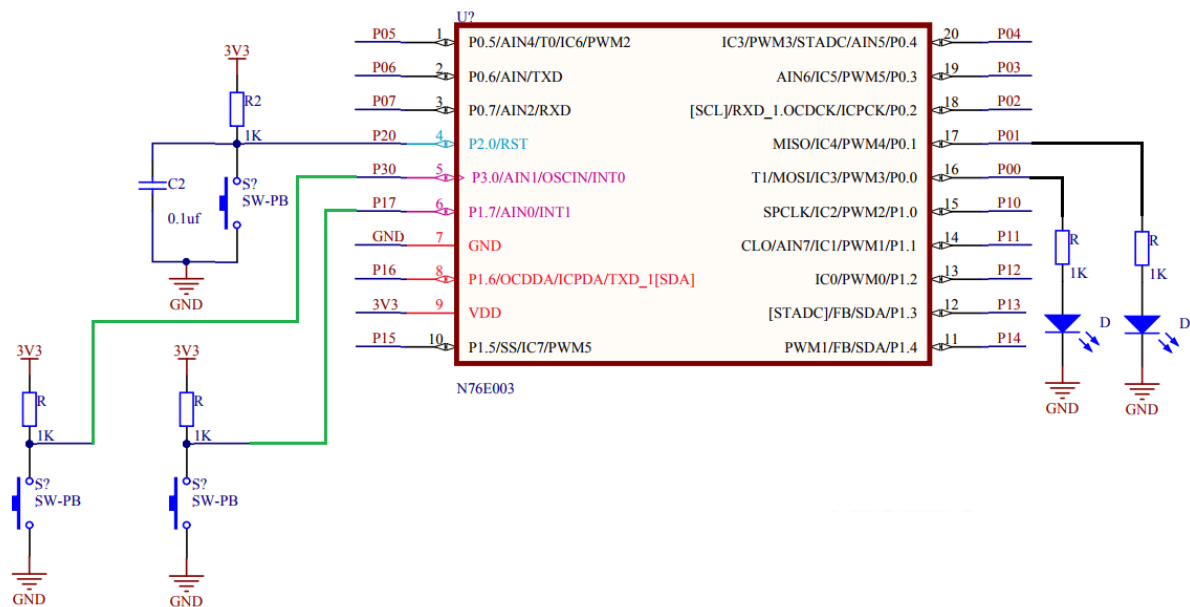 U?
P05 1 P0.5/AIN4/T0/IC6/PWM2 IC3/PWM3/STADC/AIN5/P0.4 20 P04
P06 2 P0.6/AIN/TXD AIN6/IC5/PWM5/P0.3 19 P03
P07 3 P0.7/AIN2/RXD [SCL]/RXD_1.OCDCK/ICPCK/P0.2 18 P02
P20 4 P2.0/RST MISO/IC4/PWM4/P0.1 17 P01
P30 5 P3.0/AIN1/OSCIN/INT0 T1/MOSI/IC3/PWM3/P0.0 16 P00
P17 6 P1.7/AIN0/INT1 SPCLK/IC2/PWM2/P1.0 15 P10
GND 7 GND CLO/AIN7/IC1/PWM1/P1.1 14 P11
P16 8 P1.6/OCDDA/ICPDA/TXD_1[SDA] IC0/PWM0/P1.2 13 P12
3V3 9 VDD [STADC]/FB/SDA/P1.3 12 P13
P15 10 P1.5/SS/IC7/PWM5 PWM1/FB/SDA/P1.4 11 P14
N76E003
3V3
R2
1K
C2
0.1uf
S?
SW-PB
GND
3V3
R
1K
S?
SW-PB
GND
3V3
R
1K
S?
SW-PB
GND
R
1K
D
GND
R
1K
D
GND